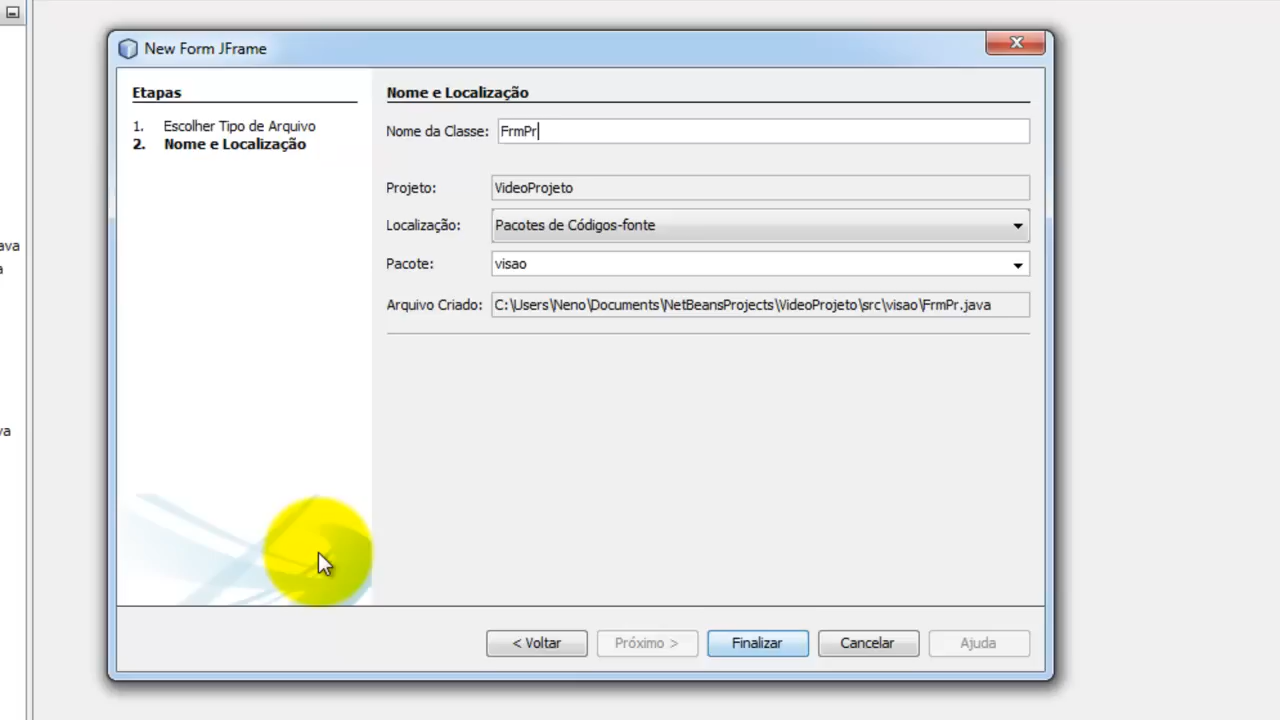 New Form JFrame
Etapas
1. Escolher Tipo de Arquivo
2. Nome e Localização
Nome e Localização
Nome da Classe: FrmPr
Projeto: VideoProjeto
Localização: Pacotes de Códigos-fonte
Pacote: visao
Arquivo Criado: C:\Users\Neno\Documents\NetBeansProjects\VideoProjeto\src\visao\FrmPr.java
ava
a
va
< Voltar
Próximo >
Finalizar
Cancelar
Ajuda